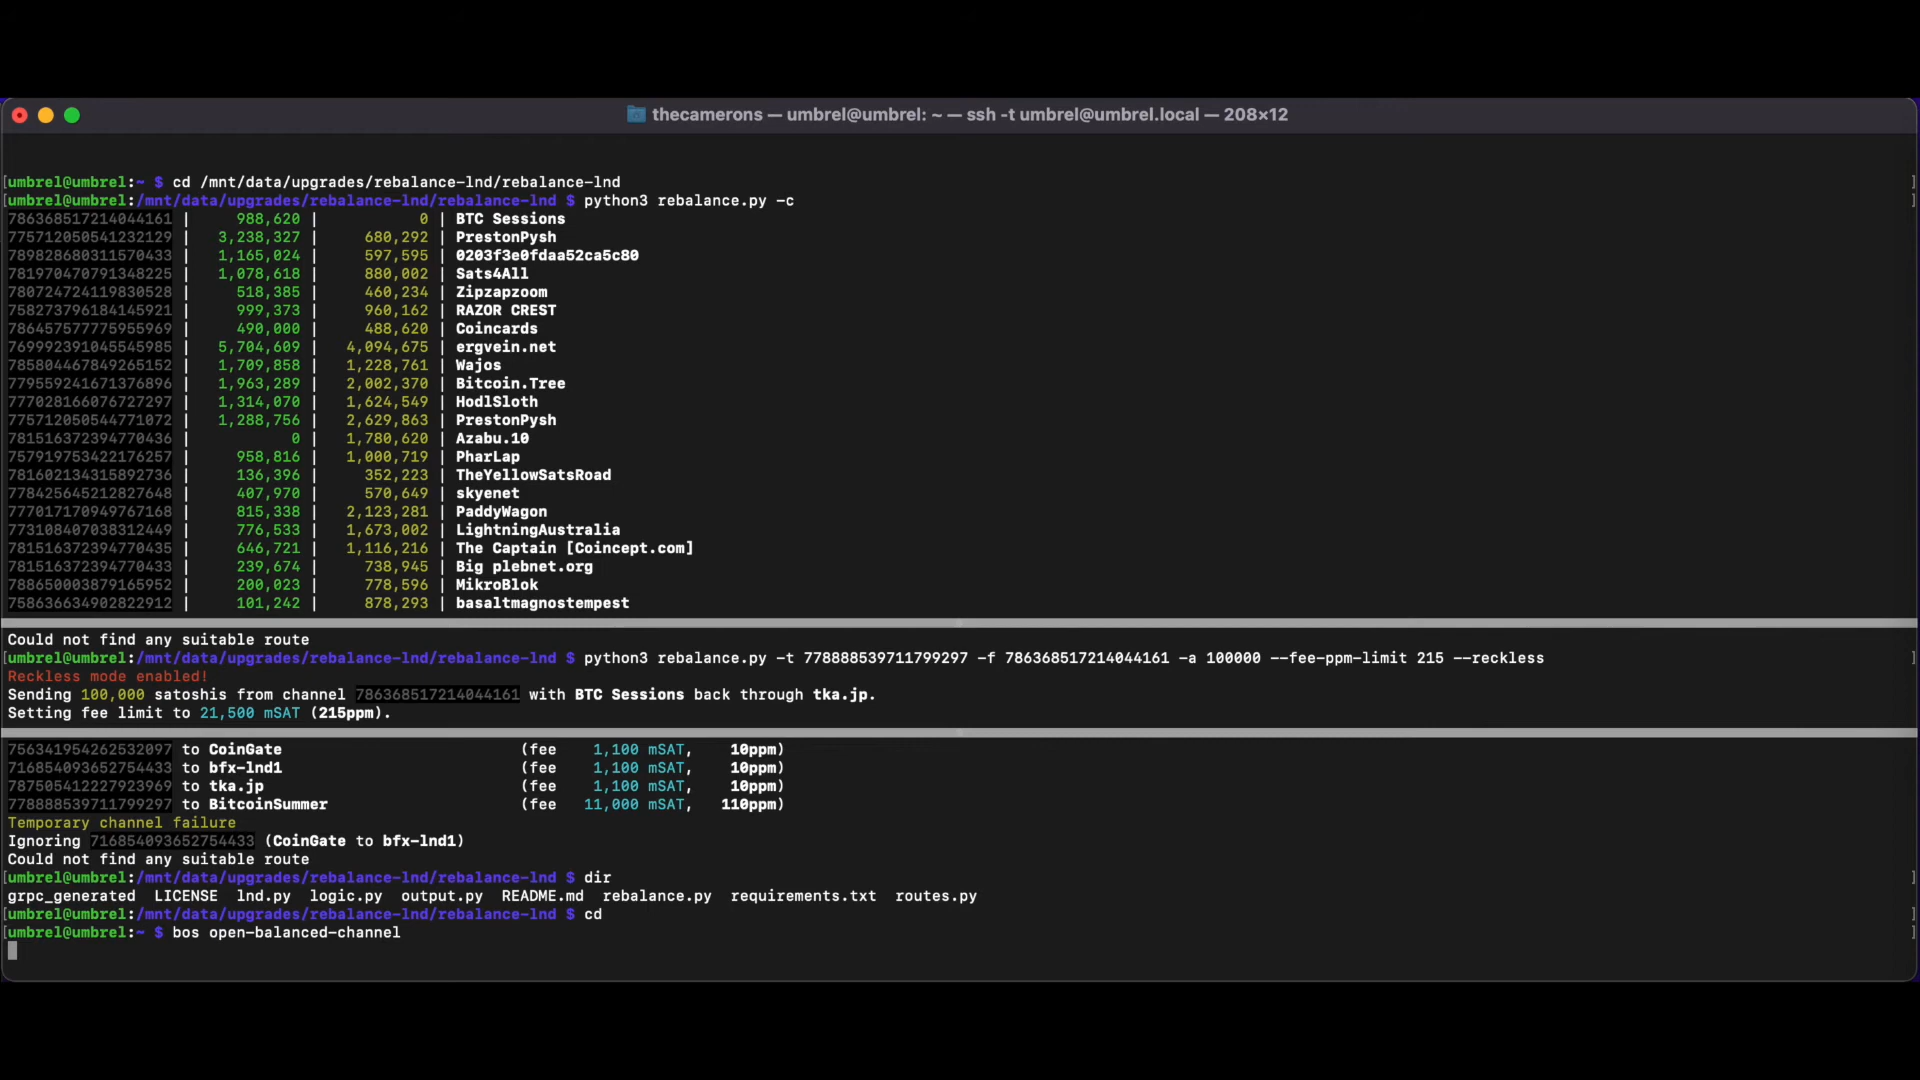 thecamerons — umbrel@umbrel: ~ — ssh -t umbrel@umbrel.local — 208×12
[umbrel@umbrel:~ $ cd /mnt/data/upgrades/rebalance-lnd/rebalance-lnd ]
[umbrel@umbrel:/mnt/data/upgrades/rebalance-lnd/rebalance-lnd $ python3 rebalance.py -c ]
786368517214044161 | 988,620 | 0 | BTC Sessions
775712050541232129 | 3,238,327 | 680,292 | PrestonPysh
789828680311570433 | 1,165,024 | 597,595 | 0203f3e0fdaa52ca5c80
781970470791348225 | 1,078,618 | 880,002 | Sats4All
780724724119830528 | 518,385 | 460,234 | Zipzapzoom
758273796184145921 | 999,373 | 960,162 | RAZOR CREST
786457577775955969 | 490,000 | 488,620 | Coincards
769992391045545985 | 5,704,609 | 4,094,675 | ergvein.net
785804467849265152 | 1,709,858 | 1,228,761 | Wajos
779559241671376896 | 1,963,289 | 2,002,370 | Bitcoin.Tree
777028166076727297 | 1,314,070 | 1,624,549 | HodlSloth
775712050544771072 | 1,288,756 | 2,629,863 | PrestonPysh
781516372394770436 | 0 | 1,780,620 | Azabu.10
757919753422176257 | 958,816 | 1,000,719 | PharLap
781602134315892736 | 136,396 | 352,223 | TheYellowSatsRoad
778425645212827648 | 407,970 | 570,649 | skyenet
777017170949767168 | 815,338 | 2,123,281 | PaddyWagon
773108407038312449 | 776,533 | 1,673,002 | LightningAustralia
781516372394770435 | 646,721 | 1,116,216 | The Captain [Coincept.com]
781516372394770433 | 239,674 | 738,945 | Big plebnet.org
788650003879165952 | 200,023 | 778,596 | MikroBlok
758636634902822912 | 101,242 | 878,293 | basaltmagnostempest
Could not find any suitable route
[umbrel@umbrel:/mnt/data/upgrades/rebalance-lnd/rebalance-lnd $ python3 rebalance.py -t 778888539711799297 -f 786368517214044161 -a 100000 --fee-ppm-limit 215 --reckless ]
Reckless mode enabled!
Sending 100,000 satoshis from channel 786368517214044161 with BTC Sessions back through tka.jp.
Setting fee limit to 21,500 mSAT (215ppm).
756341954262532097 to CoinGate (fee 1,100 mSAT, 10ppm)
716854093652754433 to bfx-lnd1 (fee 1,100 mSAT, 10ppm)
787505412227923969 to tka.jp (fee 1,100 mSAT, 10ppm)
778888539711799297 to BitcoinSummer (fee 11,000 mSAT, 110ppm)
Temporary channel failure
Ignoring 716854093652754433 (CoinGate to bfx-lnd1)
Could not find any suitable route
[umbrel@umbrel:/mnt/data/upgrades/rebalance-lnd/rebalance-lnd $ dir ]
grpc_generated LICENSE lnd.py logic.py output.py README.md rebalance.py requirements.txt routes.py
[umbrel@umbrel:/mnt/data/upgrades/rebalance-lnd/rebalance-lnd $ cd ]
[umbrel@umbrel:~ $ bos open-balanced-channel ]